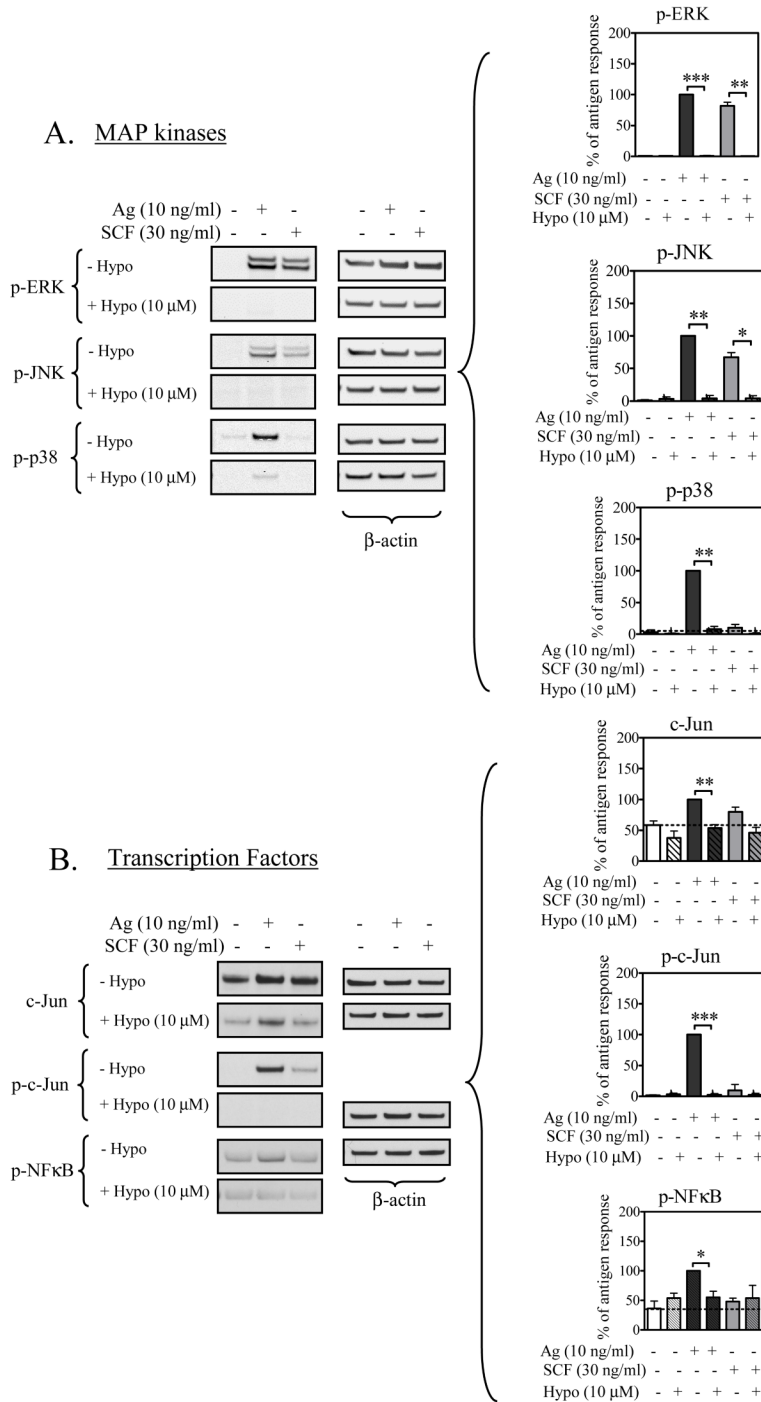 A. MAP kinases
Ag (10 ng/ml) - + - - + -
SCF (30 ng/ml) - - + - - +
p-ERK
- Hypo
+ Hypo (10 µM)
p-JNK
- Hypo
+ Hypo (10 µM)
p-p38
- Hypo
+ Hypo (10 µM)
β-actin
p-ERK
% of antigen response
200
150
100
50
0
*** **
Ag (10 ng/ml) - - + + - -
SCF (30 ng/ml) - - - - + +
Hypo (10 µM) - + - + - +
p-JNK
% of antigen response
200
150
100
50
0
** *
Ag (10 ng/ml) - - + + - -
SCF (30 ng/ml) - - - - + +
Hypo (10 µM) - + - + - +
p-p38
% of antigen response
200
150
100
50
0
**
Ag (10 ng/ml) - - + + - -
SCF (30 ng/ml) - - - - + +
Hypo (10 µM) - + - + - +
B. Transcription Factors
Ag (10 ng/ml) - + - - + -
SCF (30 ng/ml) - - + - - +
c-Jun
- Hypo
+ Hypo (10 µM)
p-c-Jun
- Hypo
+ Hypo (10 µM)
p-NFκB
- Hypo
+ Hypo (10 µM)
β-actin
c-Jun
% of antigen response
200
150
100
50
0
**
Ag (10 ng/ml) - - + + - -
SCF (30 ng/ml) - - - - + +
Hypo (10 µM) - + - + - +
p-c-Jun
% of antigen response
200
150
100
50
0
***
Ag (10 ng/ml) - - + + - -
SCF (30 ng/ml) - - - - + +
Hypo (10 µM) - + - + - +
p-NFκB
% of antigen response
200
150
100
50
0
*
Ag (10 ng/ml) - - + + - -
SCF (30 ng/ml) - - - - + +
Hypo (10 µM) - + - + - +